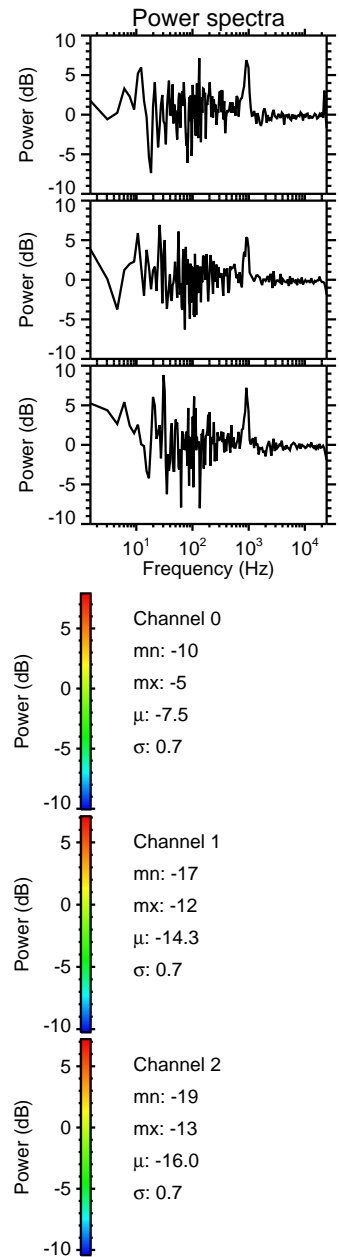 Power spectra
10
5
0
-5
-10
Power (dB)
10
5
0
-5
-10
Power (dB)
10
5
0
-5
-10
Power (dB)
10¹ 10² 10³ 10⁴
Frequency (Hz)
5
0
-5
-10
Power (dB)
Channel 0
mn: -10
mx: -5
μ: -7.5
σ: 0.7
5
0
-5
-10
Power (dB)
Channel 1
mn: -17
mx: -12
μ: -14.3
σ: 0.7
5
0
-5
-10
Power (dB)
Channel 2
mn: -19
mx: -13
μ: -16.0
σ: 0.7